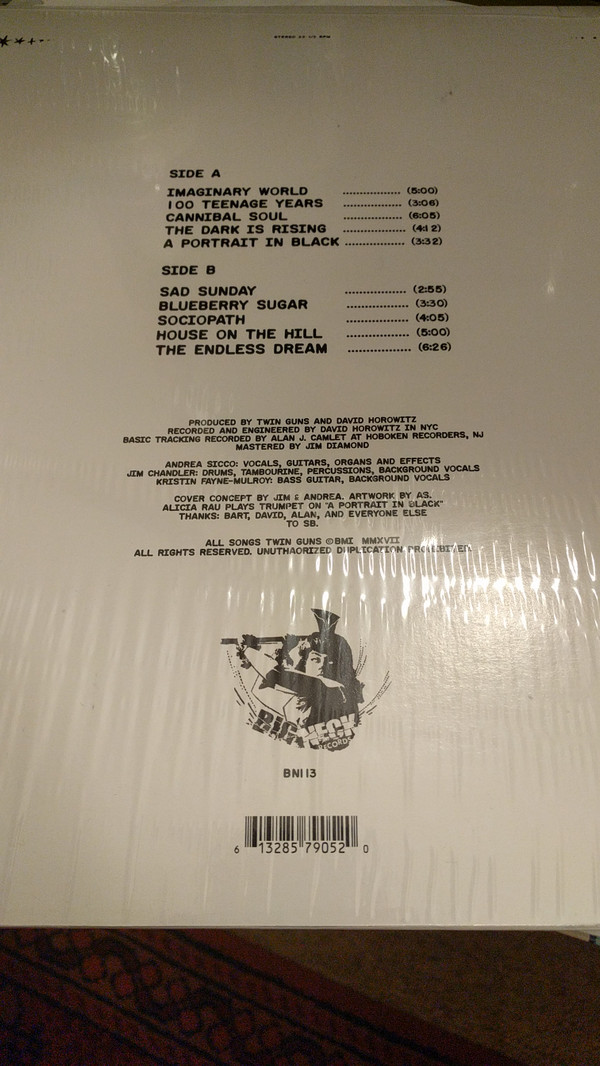 STEREO 33 1/3 RPM
SIDE A
IMAGINARY WORLD ................. (5:00)
100 TEENAGE YEARS ................. (3:06)
CANNIBAL SOUL ................. (6:05)
THE DARK IS RISING ................. (4:12)
A PORTRAIT IN BLACK ................ (3:32)
SIDE B
SAD SUNDAY ................. (2:55)
BLUEBERRY SUGAR ................. (3:30)
SOCIOPATH ................. (4:05)
HOUSE ON THE HILL ................. (5:00)
THE ENDLESS DREAM ................. (6:26)
PRODUCED BY TWIN GUNS AND DAVID HOROWITZ
RECORDED AND ENGINEERED BY DAVID HOROWITZ IN NYC
BASIC TRACKING RECORDED BY ALAN J. CAMLET AT HOBOKEN RECORDERS, NJ
MASTERED BY JIM DIAMOND
ANDREA SICCO: VOCALS, GUITARS, ORGANS AND EFFECTS
JIM CHANDLER: DRUMS, TAMBOURINE, PERCUSSIONS, BACKGROUND VOCALS
KRISTIN FAYNE-MULROY: BASS GUITAR, BACKGROUND VOCALS
COVER CONCEPT BY JIM & ANDREA. ARTWORK BY AS.
ALICIA RAU PLAYS TRUMPET ON "A PORTRAIT IN BLACK"
THANKS: BART, DAVID, ALAN, AND EVERYONE ELSE
TO SB.
ALL SONGS TWIN GUNS ©BMI MMXVII
ALL RIGHTS RESERVED. UNUTHAORIZED DUPLICATION PROHIBITED.
BIG NECK
RECORDS
BN113
6 13285 79052 0